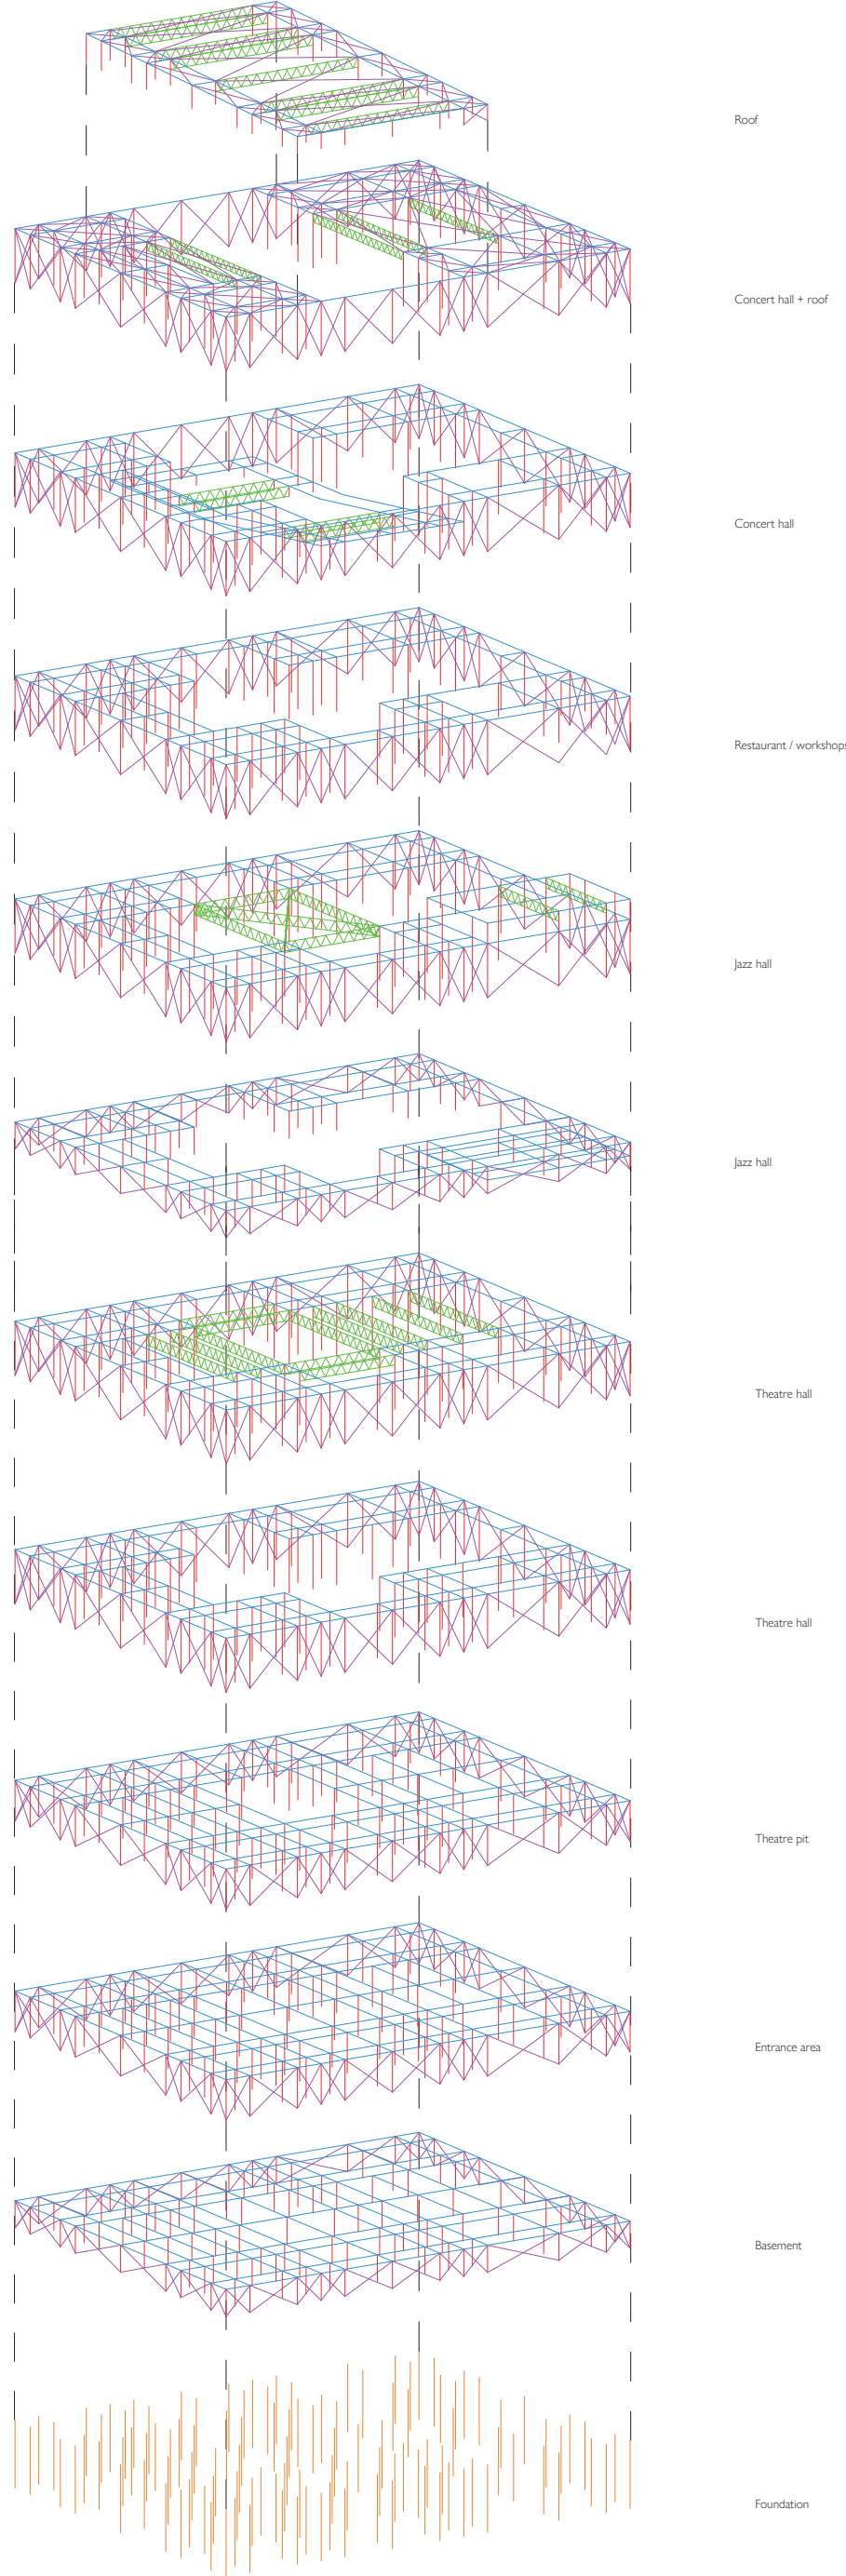 Roof
Concert hall + roof
Concert hall
Restaurant / workshops
Jazz hall
Jazz hall
Theatre hall
Theatre hall
Theatre pit
Entrance area
Basement
Foundation